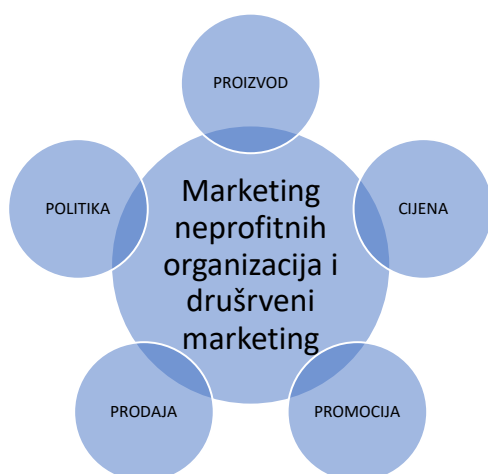 PROIZVOD
POLITIKA
Marketing
neprofitnih
organizacija i
drušrveni
marketing
CIJENA
PRODAJA
PROMOCIJA